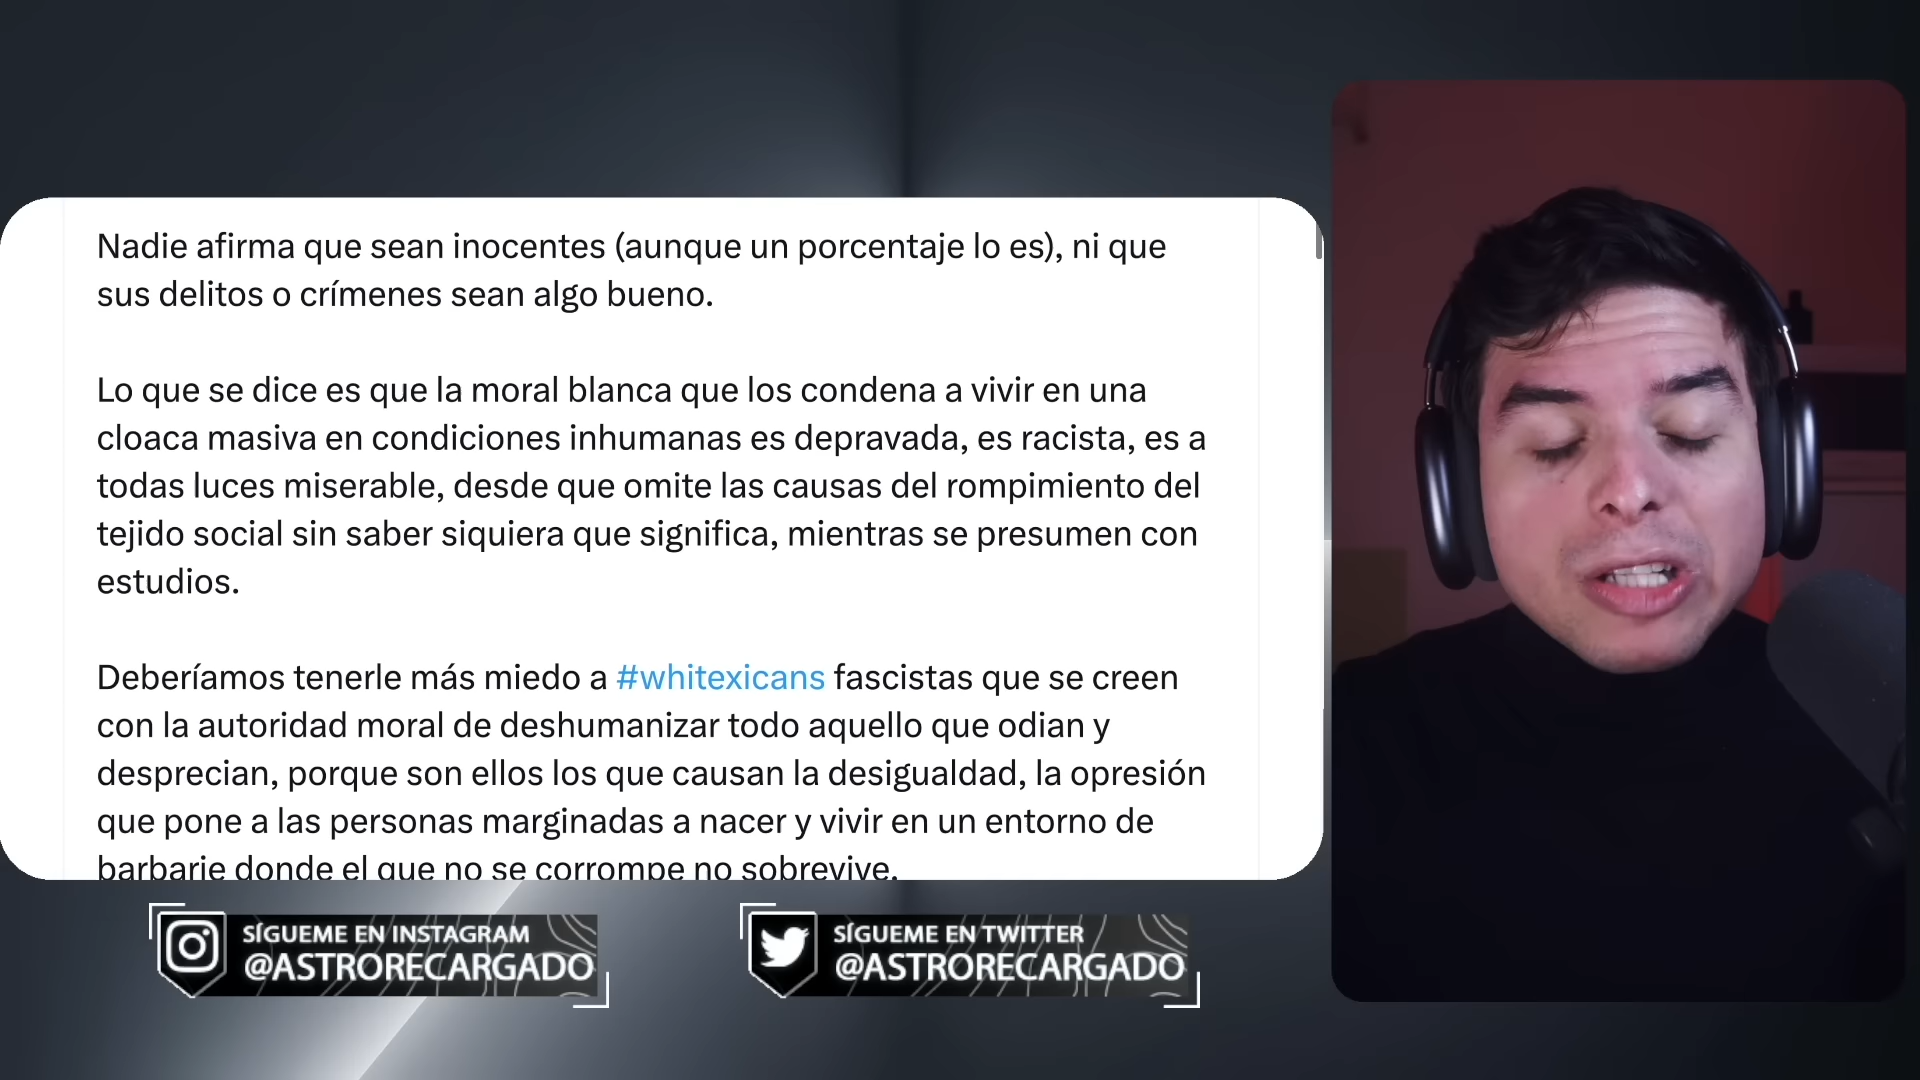 Nadie afirma que sean inocentes (aunque un porcentaje lo es), ni que
sus delitos o crímenes sean algo bueno.
Lo que se dice es que la moral blanca que los condena a vivir en una
cloaca masiva en condiciones inhumanas es depravada, es racista, es a
todas luces miserable, desde que omite las causas del rompimiento del
tejido social sin saber siquiera que significa, mientras se presumen con
estudios.
Deberíamos tenerle más miedo a #whitexicans fascistas que se creen
con la autoridad moral de deshumanizar todo aquello que odian y
desprecian, porque son ellos los que causan la desigualdad, la opresión
que pone a las personas marginadas a nacer y vivir en un entorno de
barbarie donde el que no se corrompe no sobrevive.
SÍGUEME EN INSTAGRAM
@ASTRORECARGADO
SÍGUEME EN TWITTER
@ASTRORECARGADO